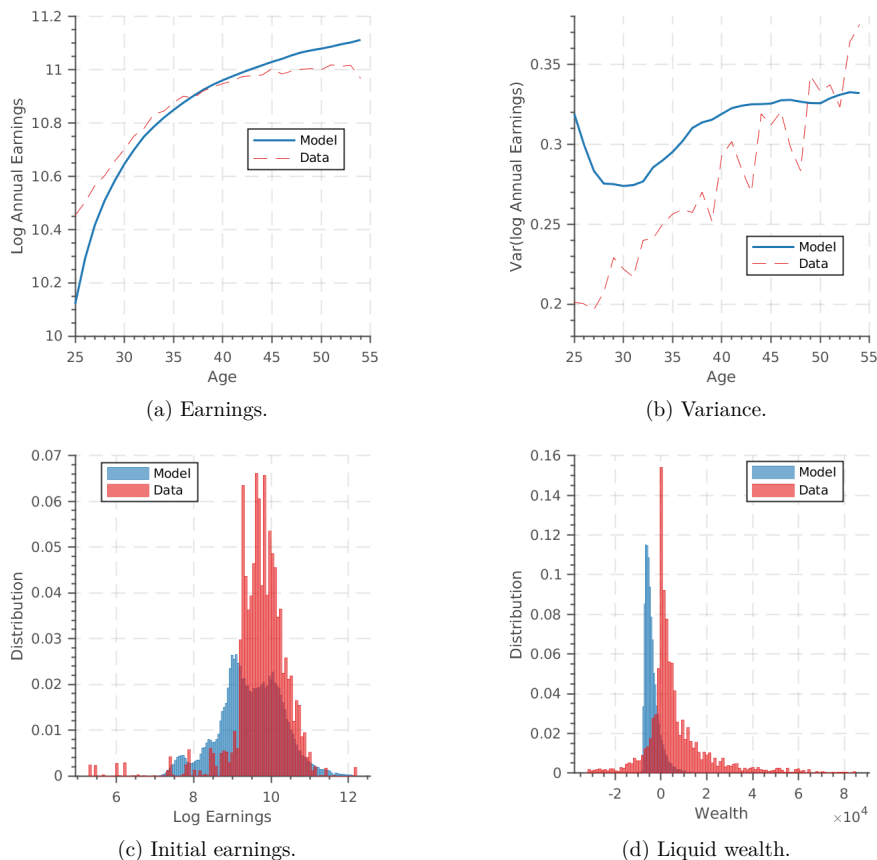 11.2
11
10.8
10.6
10.4
10.2
10
Log Annual Earnings
Model
Data
25 30 35 40 45 50 55
Age
(a) Earnings.
0.35
0.3
0.25
0.2
Var(log Annual Earnings)
Model
Data
25 30 35 40 45 50 55
Age
(b) Variance.
0.07
0.06
0.05
0.04
0.03
0.02
0.01
0
Distribution
Model
Data
6 8 10 12
Log Earnings
(c) Initial earnings.
0.16
0.14
0.12
0.1
0.08
0.06
0.04
0.02
0
Distribution
Model
Data
-2 0 2 4 6 8
Wealth
×10⁴
(d) Liquid wealth.